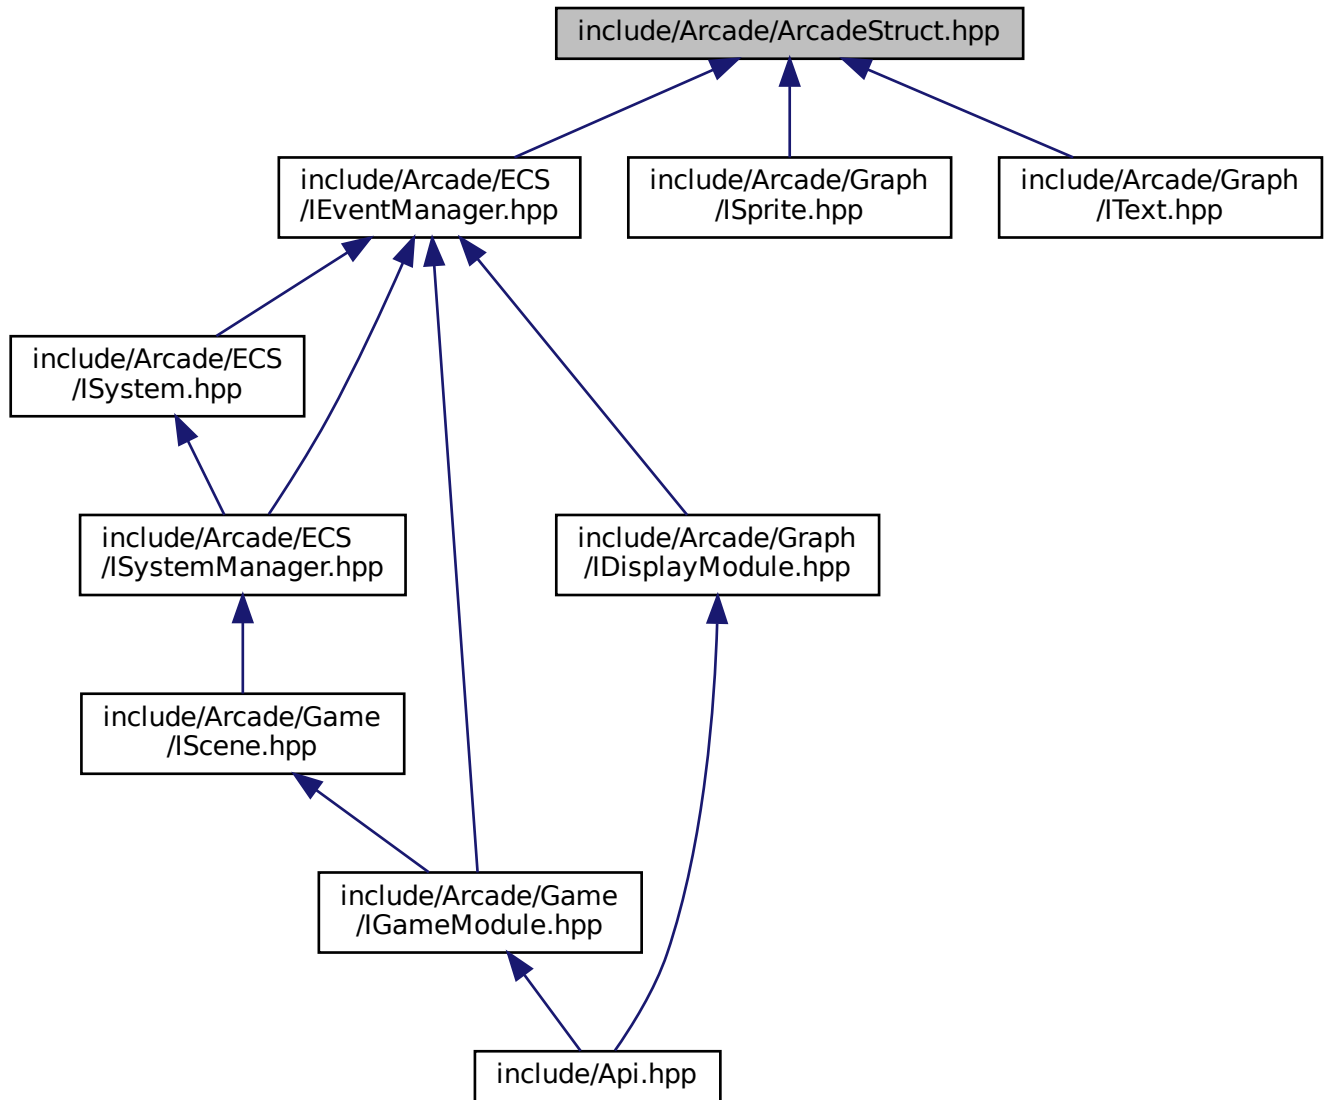 include/Arcade/ArcadeStruct.hpp
include/Arcade/ECS
/IEventManager.hpp
include/Arcade/Graph
/ISprite.hpp
include/Arcade/Graph
/IText.hpp
include/Arcade/ECS
/ISystem.hpp
include/Arcade/ECS
/ISystemManager.hpp
include/Arcade/Graph
/IDisplayModule.hpp
include/Arcade/Game
/IScene.hpp
include/Arcade/Game
/IGameModule.hpp
include/Api.hpp